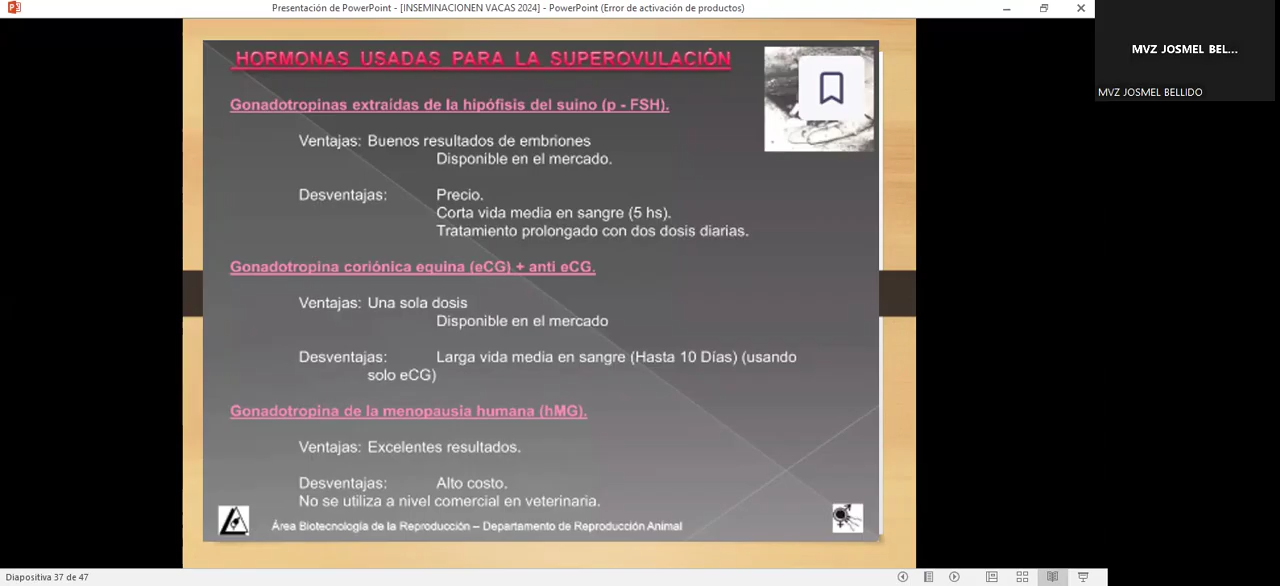 Presentación de PowerPoint - [INSEMINACIONEN VACAS 2024] - PowerPoint (Error de activación de productos)
MVZ JOSMEL BEL...
MVZ JOSMEL BELLIDO
HORMONAS USADAS PARA LA SUPEROVULACIÓN
Gonadotropinas extraídas de la hipófisis del suino (p - FSH).
Ventajas: Buenos resultados de embriones
Disponible en el mercado.
Desventajas: Precio.
Corta vida media en sangre (5 hs).
Tratamiento prolongado con dos dosis diarias.
Gonadotropina coriónica equina (eCG) + anti eCG.
Ventajas: Una sola dosis
Disponible en el mercado
Desventajas: Larga vida media en sangre (Hasta 10 Días) (usando
solo eCG)
Gonadotropina de la menopausia humana (hMG).
Ventajas: Excelentes resultados.
Desventajas: Alto costo.
No se utiliza a nivel comercial en veterinaria.
Área Biotecnología de la Reproducción – Departamento de Reproducción Animal
Diapositiva 37 de 47